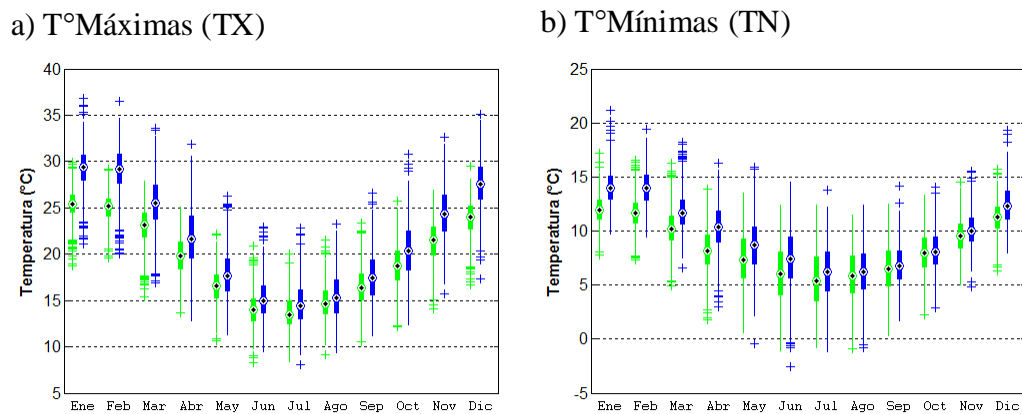 a) T°Máximas (TX)
b) T°Mínimas (TN)
40
35
30
25
20
15
10
5
Temperatura (°C)
Ene Feb Mar Abr May Jun Jul Ago Sep Oct Nov Dic
25
20
15
10
5
0
-5
Temperatura (°C)
Ene Feb Mar Abr May Jun Jul Ago Sep Oct Nov Dic